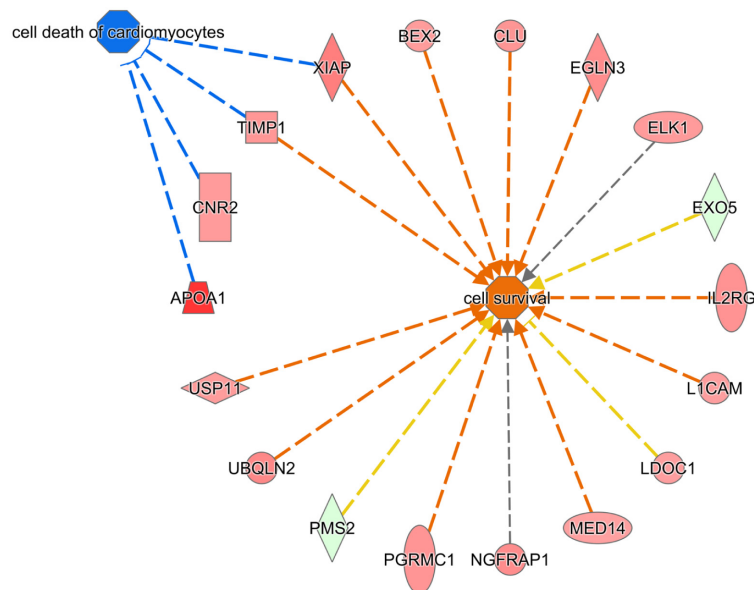 cell death of cardiomyocytes
BEX2
CLU
XIAP
EGLN3
TIMP1
ELK1
CNR2
EXO5
APOA1
cell survival
IL2RG
USP11
L1CAM
UBQLN2
LDOC1
PMS2
MED14
PGRMC1
NGFRAP1